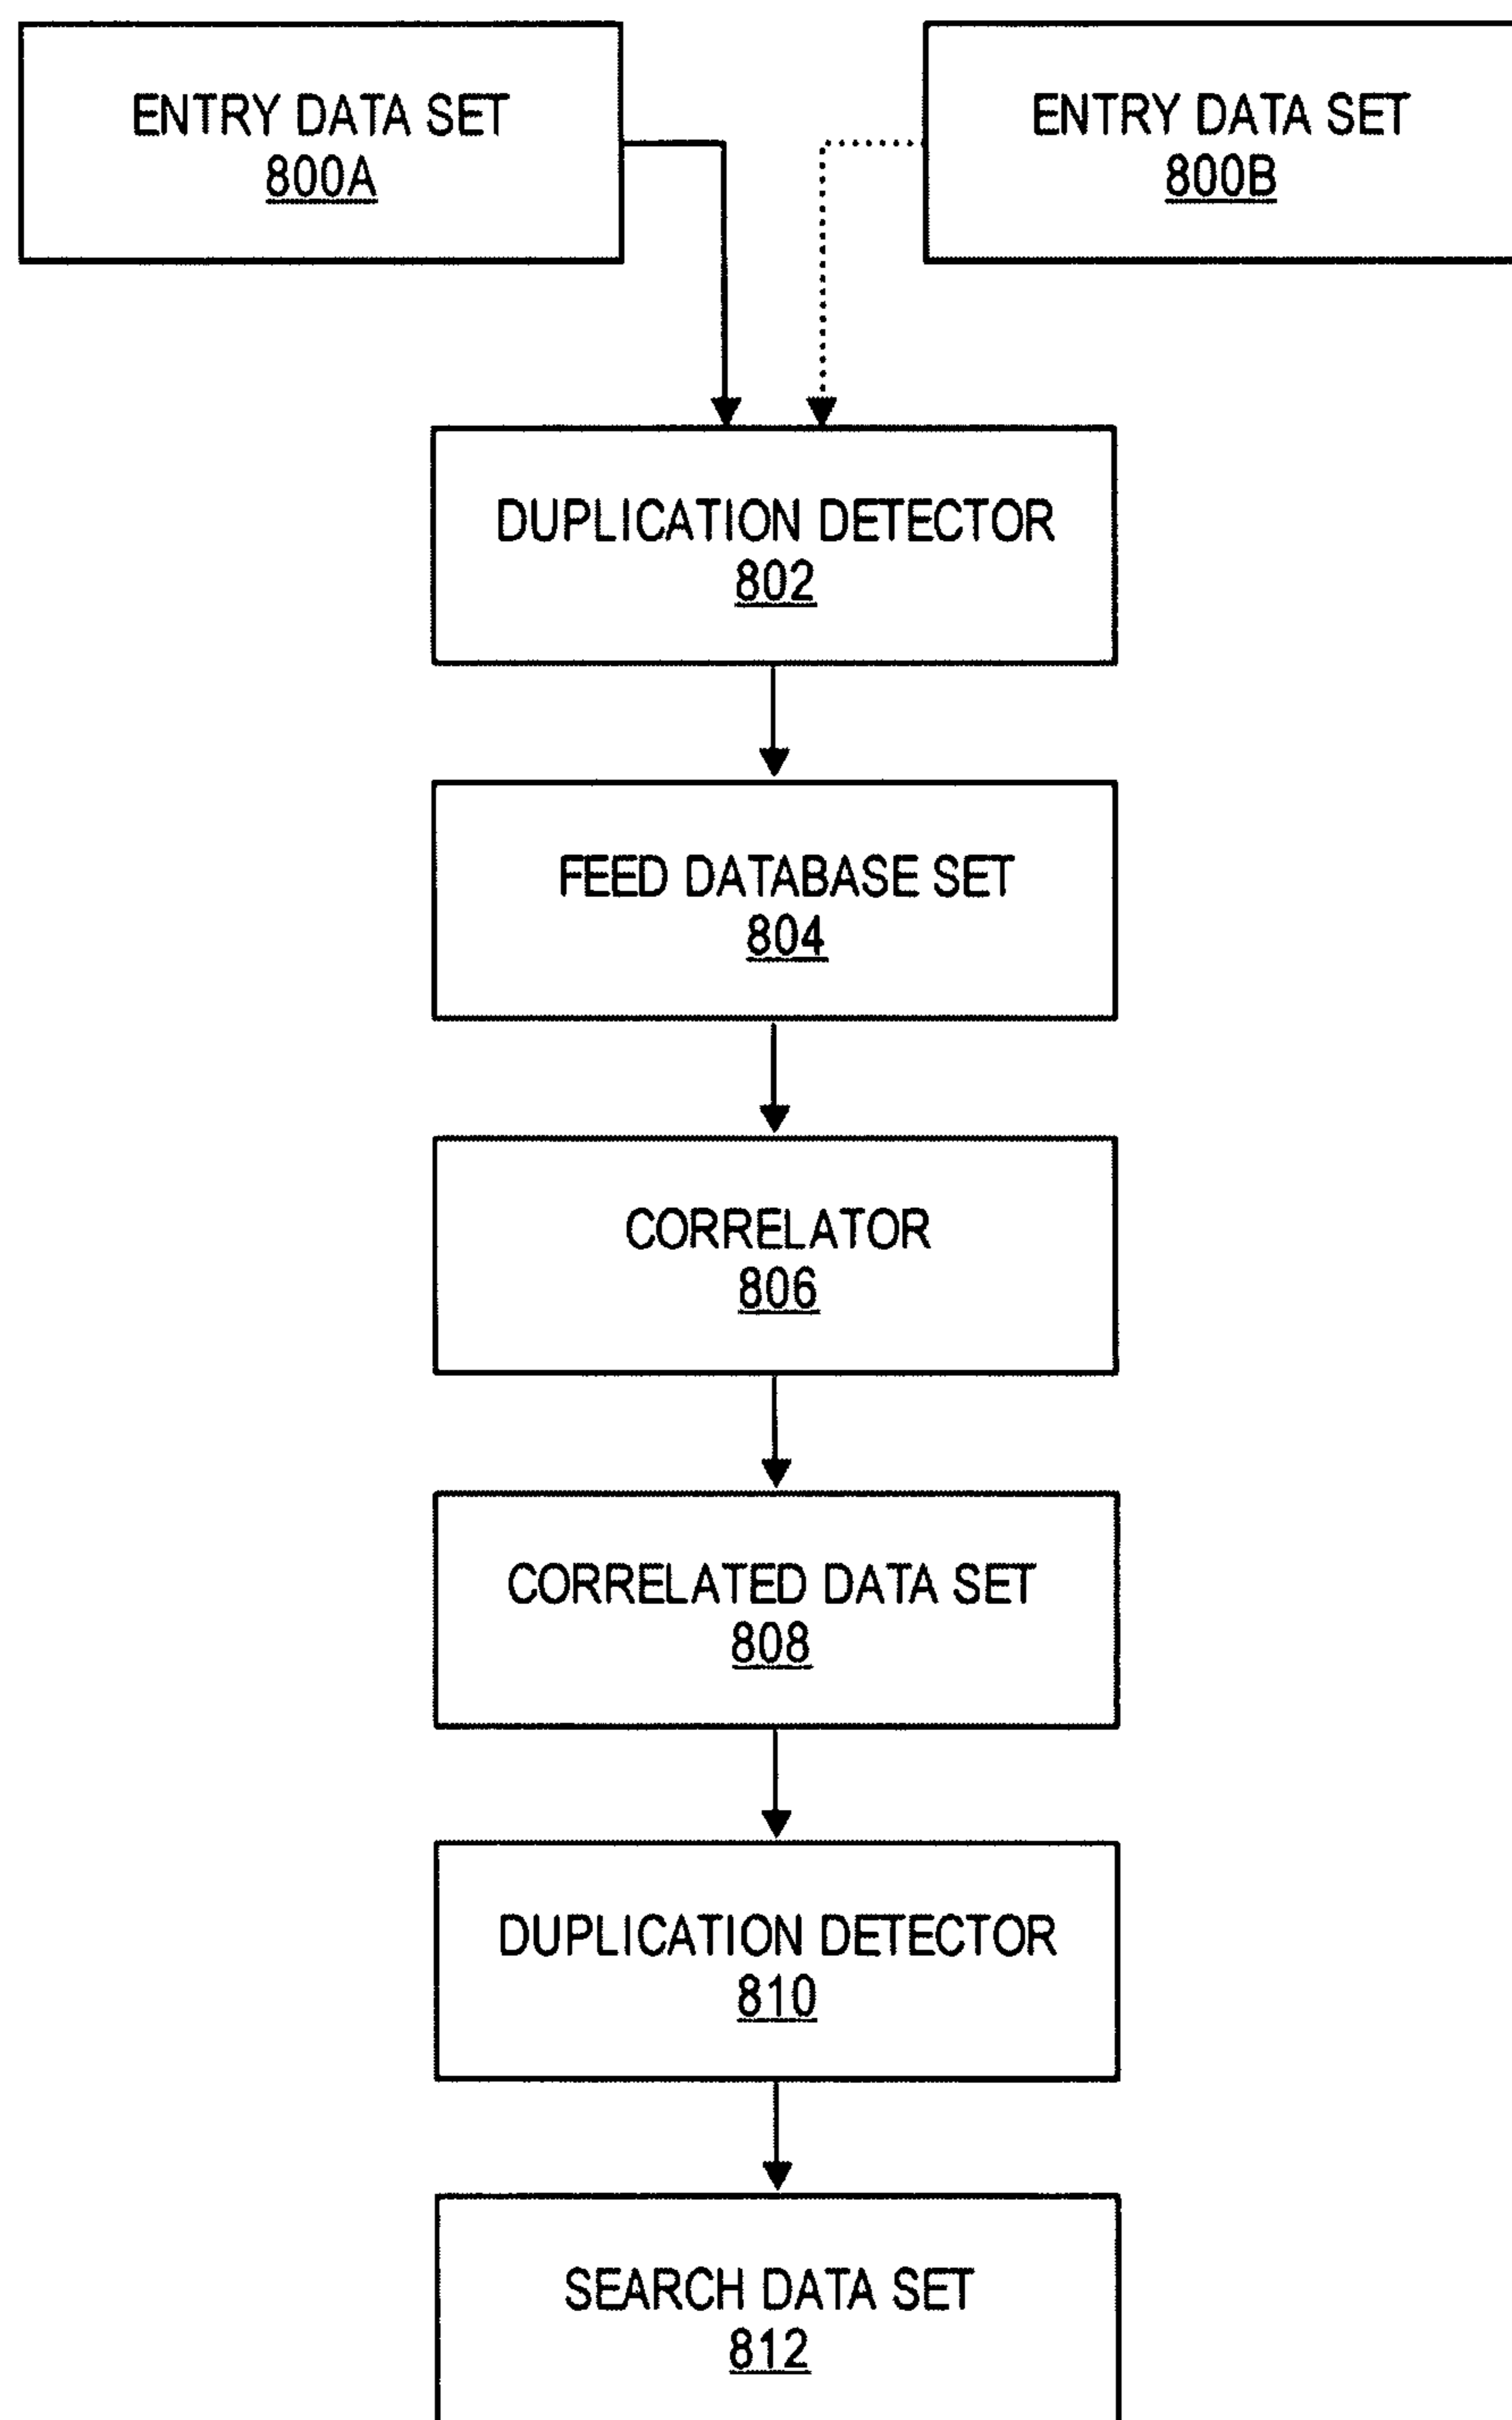 ENTRY DATA SET
800A
ENTRY DATA SET
800B
DUPLICATION DETECTOR
802
FEED DATABASE SET
804
CORRELATOR
806
CORRELATED DATA SET
808
DUPLICATION DETECTOR
810
SEARCH DATA SET
812